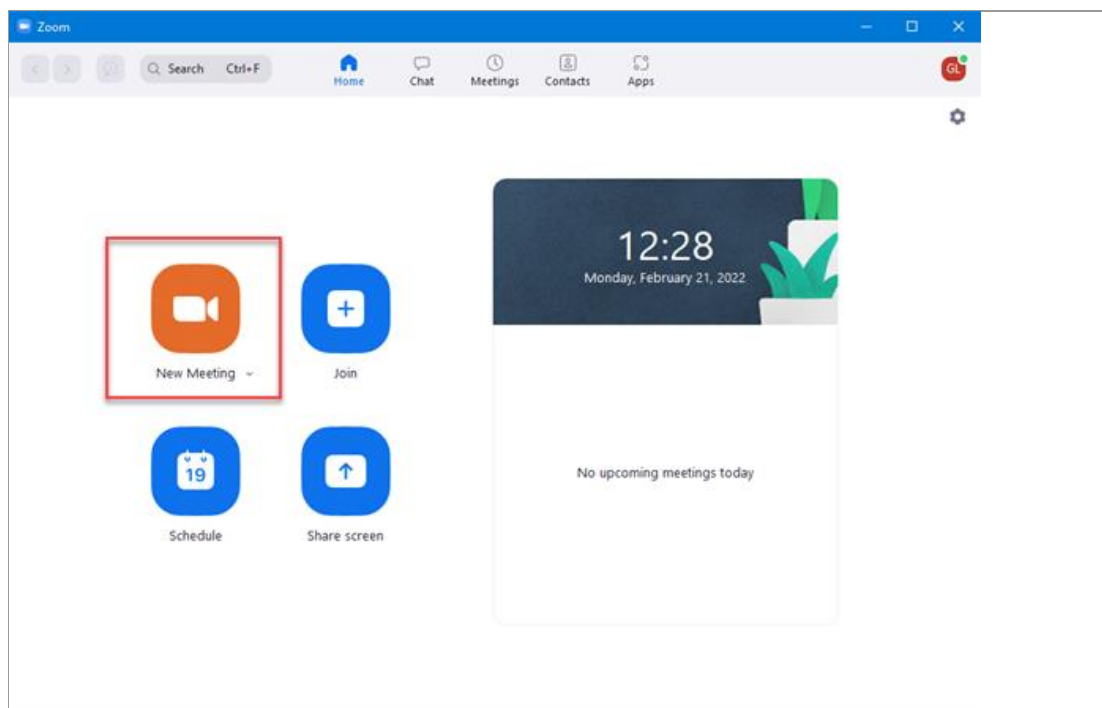 Zoom
Search Ctrl+F
Home Chat Meetings Contacts Apps
GL
12:28
Monday, February 21, 2022
New Meeting
Join
19
Schedule
Share screen
No upcoming meetings today